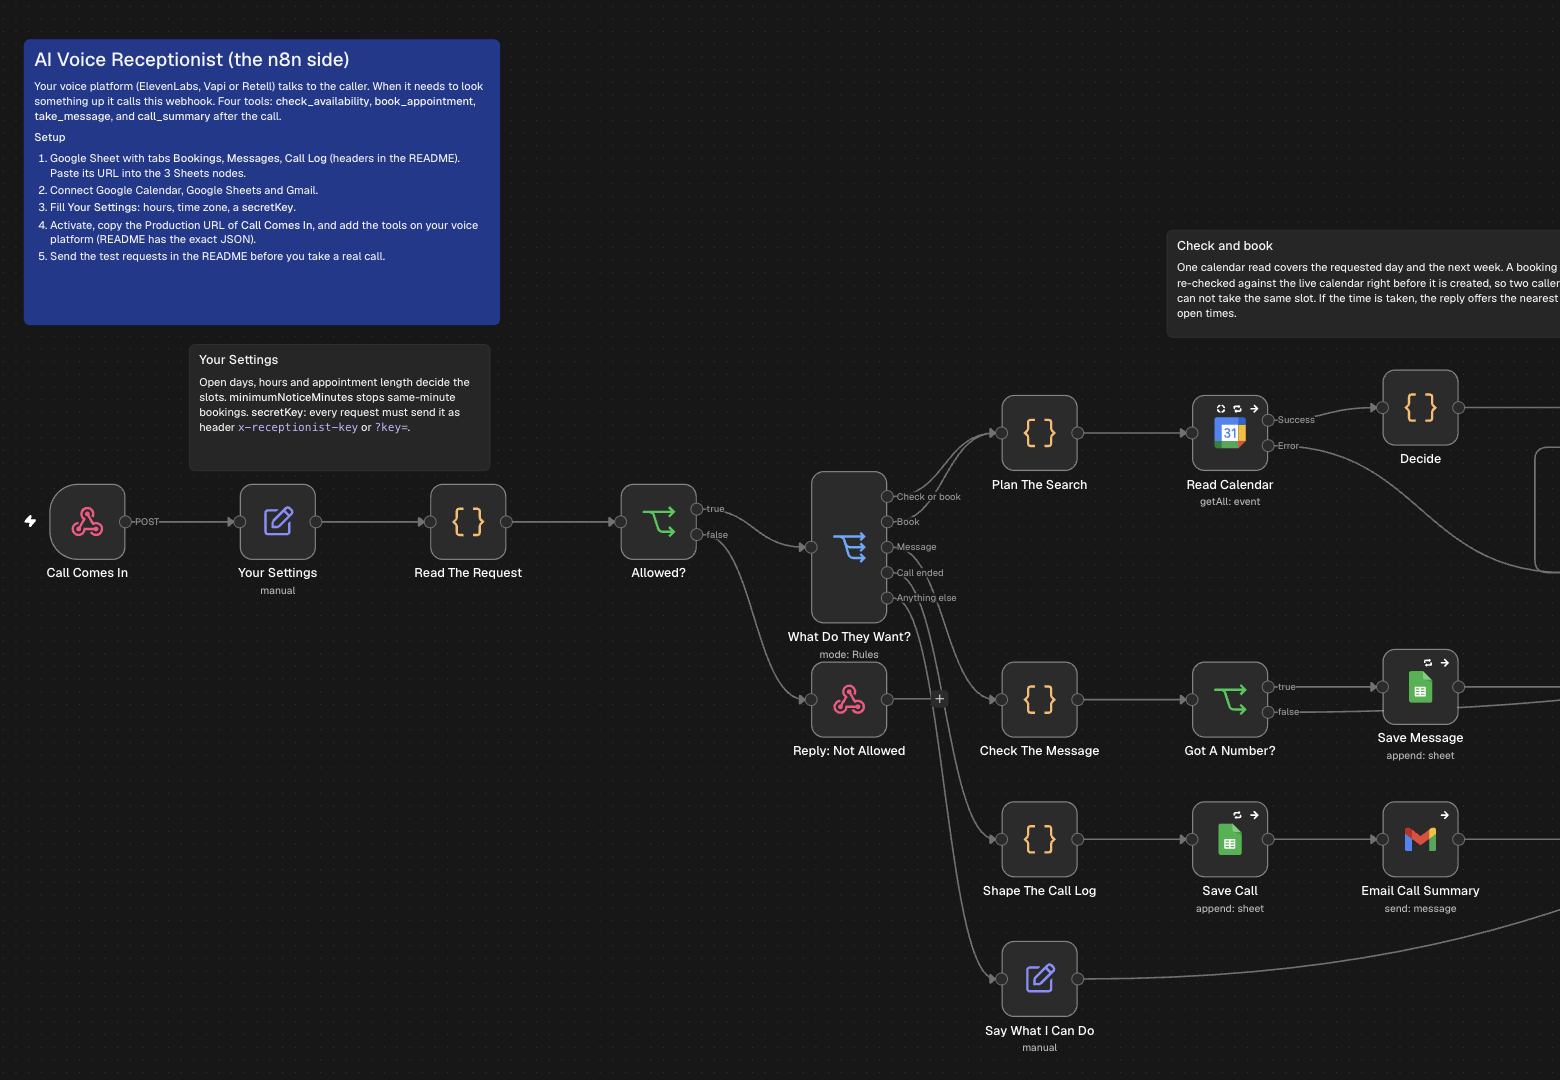 AI Voice Receptionist (the n8n side)
Your voice platform (ElevenLabs, Vapi or Retell) talks to the caller. When it needs to look
something up it calls this webhook. Four tools: check_availability, book_appointment,
take_message, and call_summary after the call.
Setup
1. Google Sheet with tabs Bookings, Messages, Call Log (headers in the README).
Paste its URL into the 3 Sheets nodes.
2. Connect Google Calendar, Google Sheets and Gmail.
3. Fill Your Settings: hours, time zone, a secretKey.
4. Activate, copy the Production URL of Call Comes In, and add the tools on your voice
platform (README has the exact JSON).
5. Send the test requests in the README before you take a real call.
Check and book
One calendar read covers the requested day and the next week. A booking
re-checked against the live calendar right before it is created, so two caller
can not take the same slot. If the time is taken, the reply offers the nearest
open times.
Your Settings
Open days, hours and appointment length decide the
slots. minimumNoticeMinutes stops same-minute
bookings. secretKey: every request must send it as
header x-receptionist-key or ?key=.
POST
Call Comes In
Your Settings
manual
Read The Request
true
false
Allowed?
Check or book
Book
Message
Call ended
Anything else
What Do They Want?
mode: Rules
Reply: Not Allowed
+
Plan The Search
31
Success
Error
Read Calendar
getAll: event
Decide
Check The Message
true
false
Got A Number?
Save Message
append: sheet
Shape The Call Log
Save Call
append: sheet
Email Call Summary
send: message
Say What I Can Do
manual